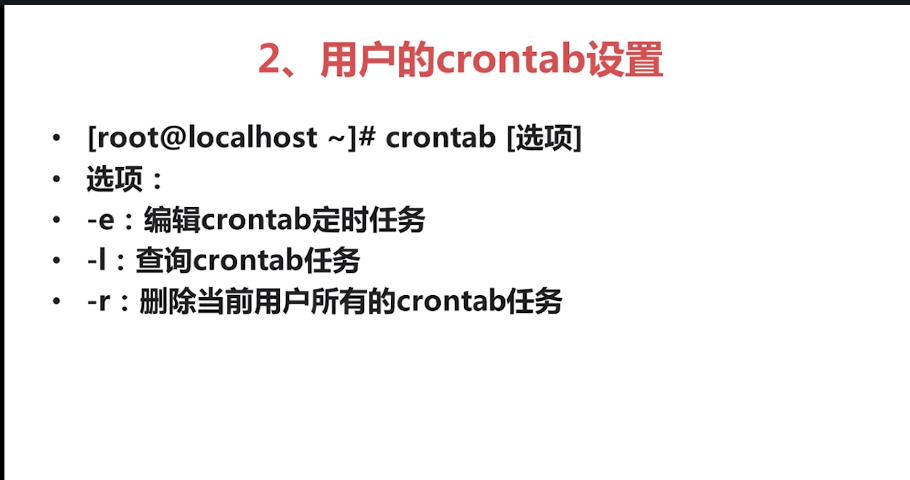 2、用户的crontab设置
• [root@localhost ~]# crontab [选项]
• 选项：
• -e：编辑crontab定时任务
• -l：查询crontab任务
• -r：删除当前用户所有的crontab任务